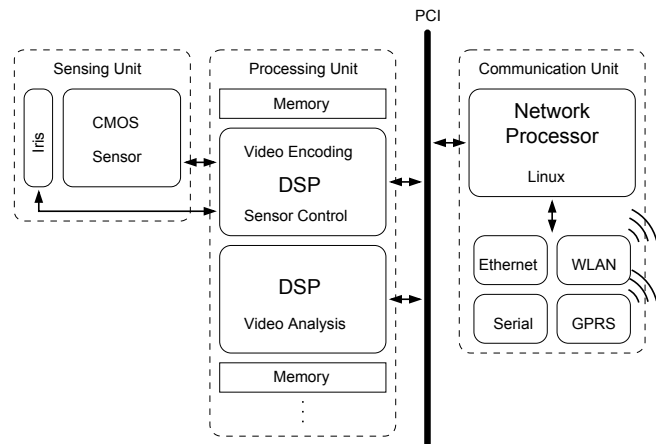 PCI
Sensing Unit
Iris
CMOS
Sensor
Processing Unit
Memory
Video Encoding
DSP
Sensor Control
DSP
Video Analysis
Memory
Communication Unit
Network
Processor
Linux
Ethernet
WLAN
Serial
GPRS